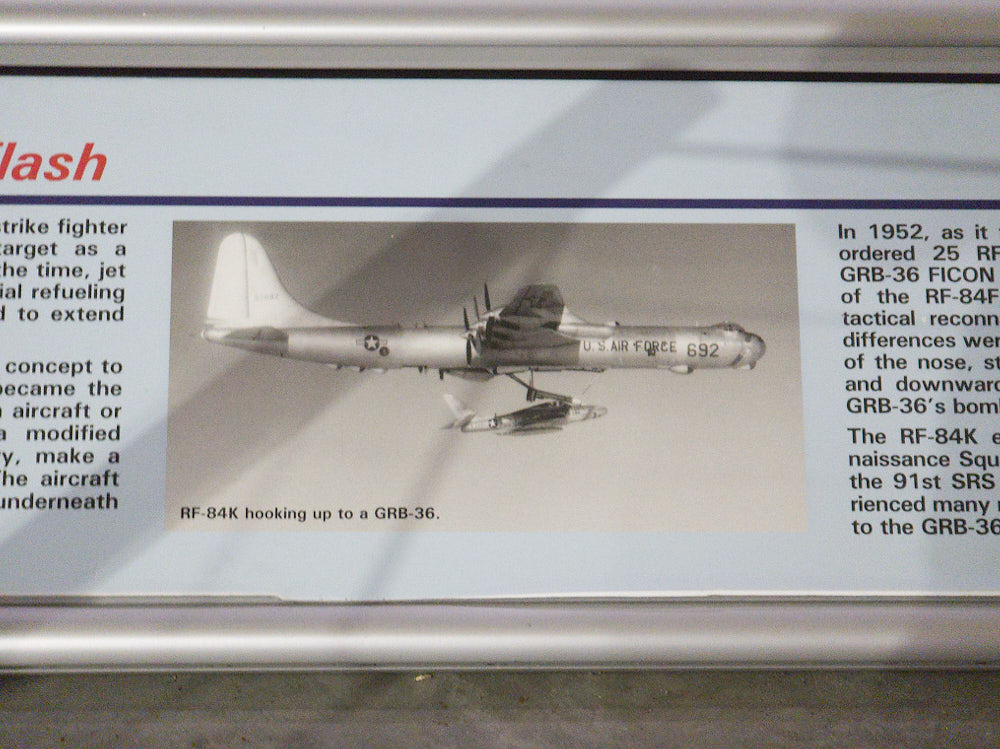 lash
strike fighter
target as a
the time, jet
ial refueling
d to extend
concept to
became the
aircraft or
a modified
y, make a
The aircraft
underneath
U.S. AIR FORCE 692
RF-84K hooking up to a GRB-36.
In 1952, as it
ordered 25 RF
GRB-36 FICON
of the RF-84F
tactical reconn
differences wer
of the nose, st
and downward
GRB-36's bom
The RF-84K e
naissance Squ
the 91st SRS
rienced many
to the GRB-36